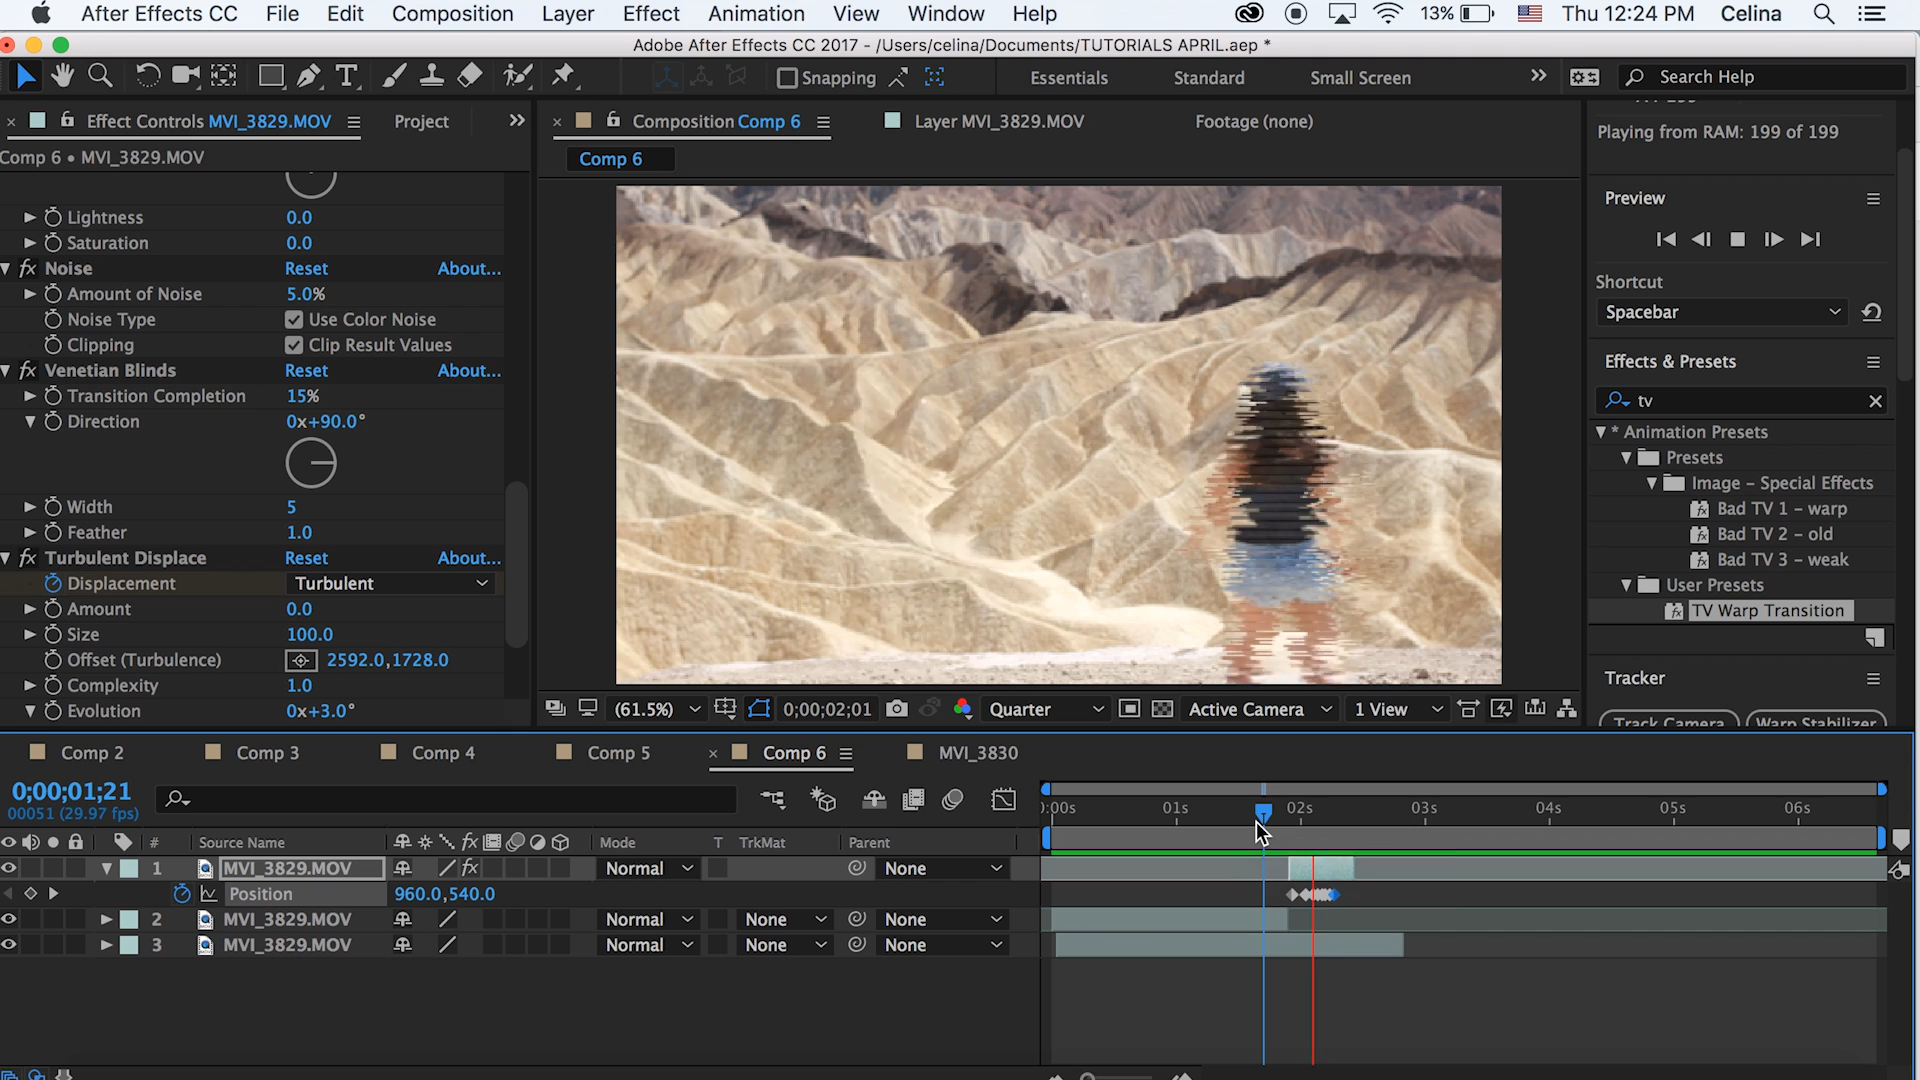 After Effects CC File Edit Composition Layer Effect Animation View Window Help 13% Thu 12:24 PM Celina
Adobe After Effects CC 2017 - /Users/celina/Documents/TUTORIALS APRIL.aep *
Snapping Essentials Standard Small Screen Search Help
Effect Controls MVI_3829.MOV Project
Composition Comp 6 Layer MVI_3829.MOV Footage (none)
Comp 6 • MVI_3829.MOV
Comp 6
Lightness 0.0
Saturation 0.0
fx Noise Reset About...
Amount of Noise 5.0%
Noise Type Use Color Noise
Clipping Clip Result Values
fx Venetian Blinds Reset About...
Transition Completion 15%
Direction 0x+90.0°
Width 5
Feather 1.0
fx Turbulent Displace Reset About...
Displacement Turbulent
Amount 0.0
Size 100.0
Offset (Turbulence) 2592.0,1728.0
Complexity 1.0
Evolution 0x+3.0°
(61.5%) 0;00;02;01 Quarter Active Camera 1 View
Playing from RAM: 199 of 199
Preview
Shortcut
Spacebar
Effects & Presets
tv
* Animation Presets
Presets
Image – Special Effects
Bad TV 1 – warp
Bad TV 2 – old
Bad TV 3 – weak
User Presets
TV Warp Transition
Tracker
Track Camera Warp Stabilizer
Comp 2 Comp 3 Comp 4 Comp 5 Comp 6 MVI_3830
0;00;01;21
00051 (29.97 fps)
:00s 01s 02s 03s 04s 05s 06s
# Source Name fx Mode T TrkMat Parent
1 MVI_3829.MOV fx Normal None
Position 960.0,540.0
2 MVI_3829.MOV Normal None None
3 MVI_3829.MOV Normal None None